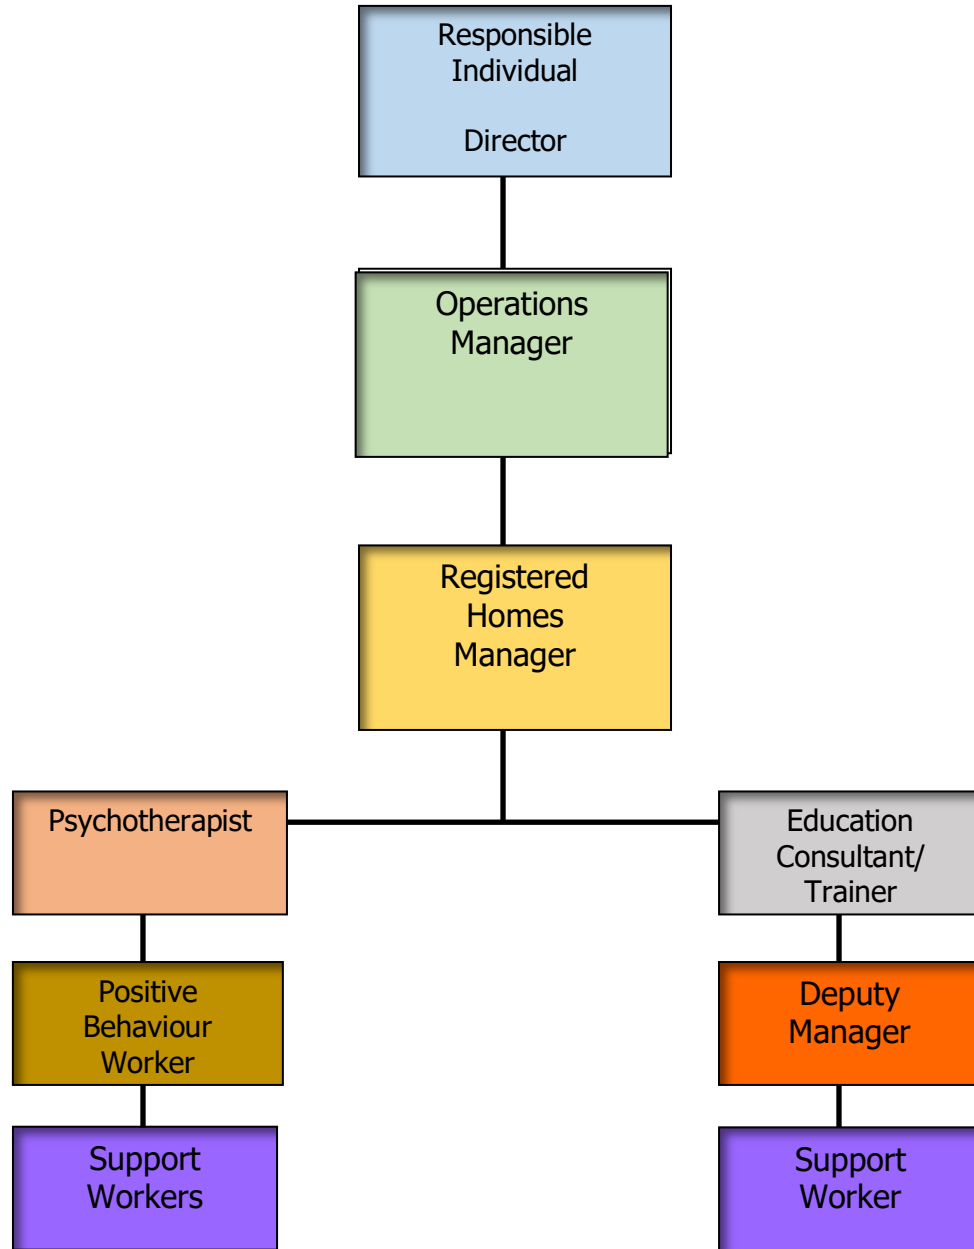 Responsible
Individual
Director
Operations
Manager
Registered
Homes
Manager
Psychotherapist
Education
Consultant/
Trainer
Positive
Behaviour
Worker
Deputy
Manager
Support
Workers
Support
Worker